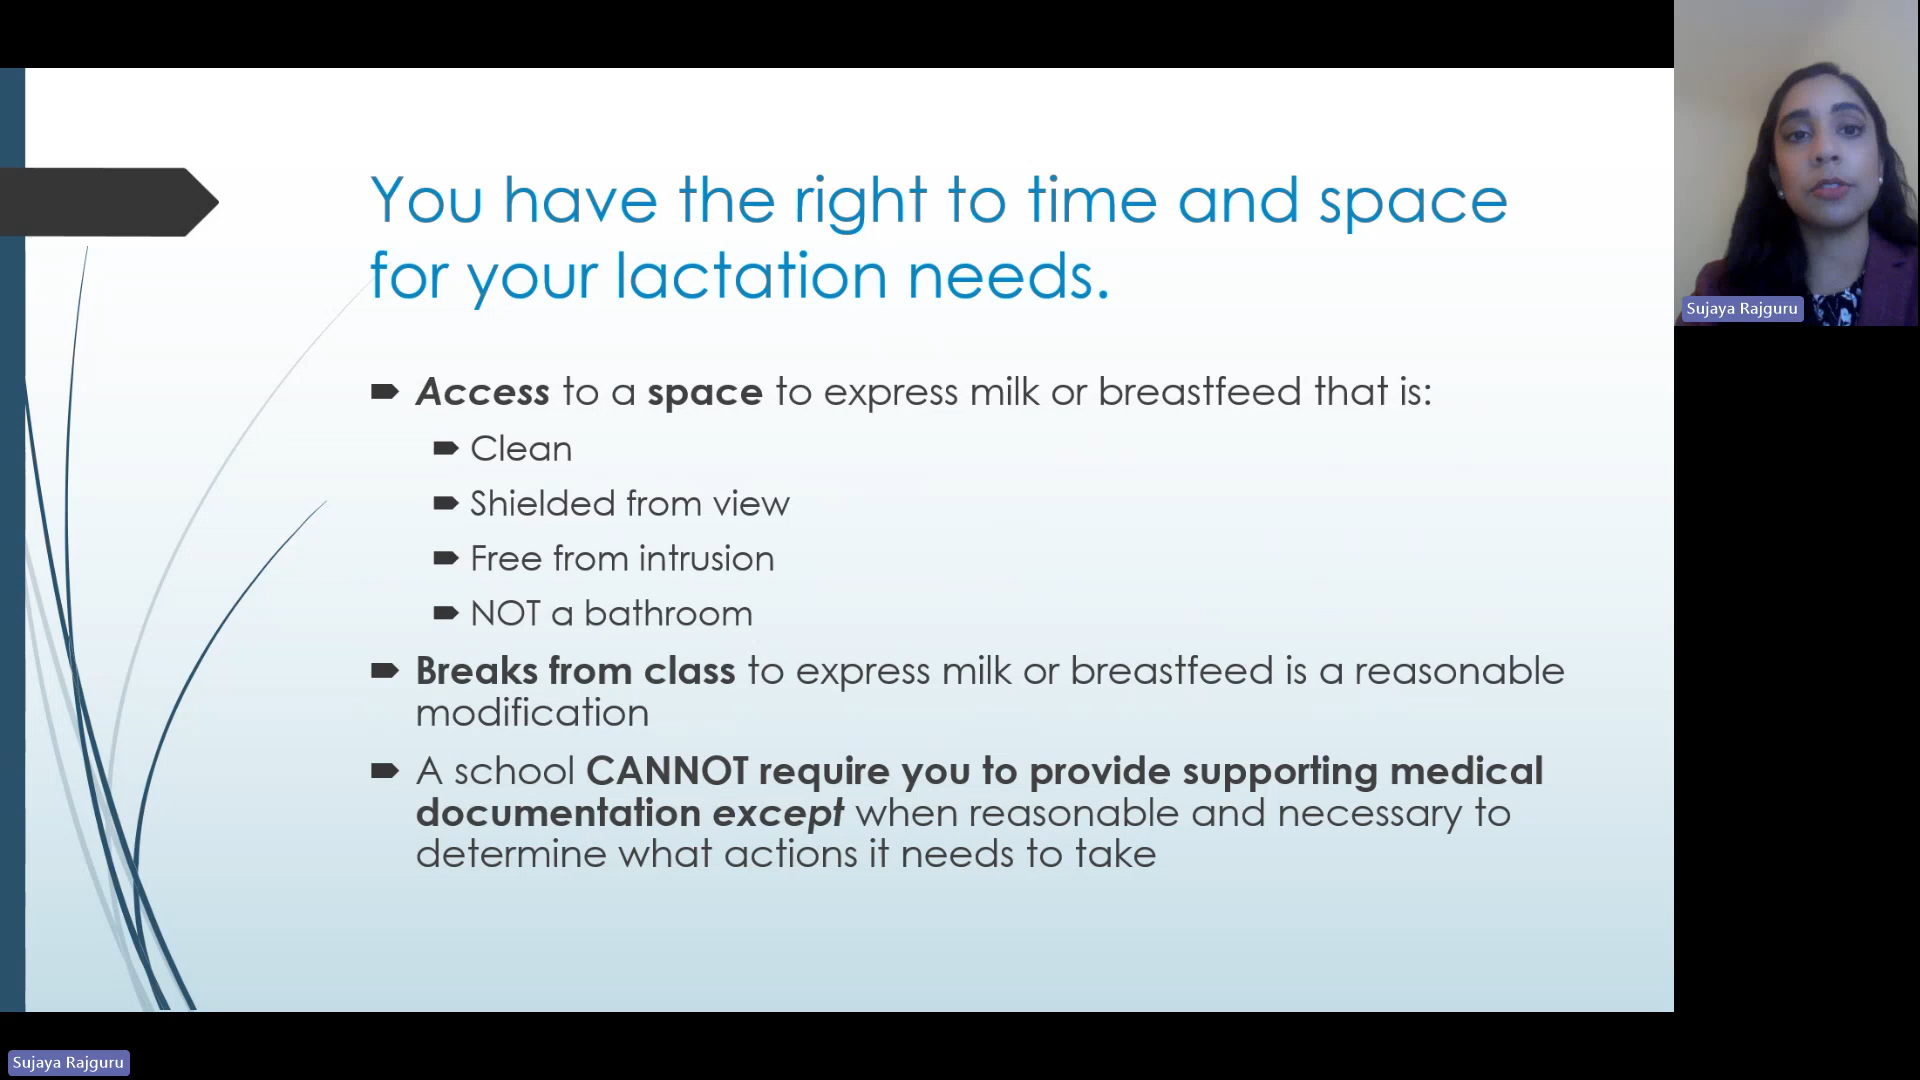 You have the right to time and space
for your lactation needs.
Access to a space to express milk or breastfeed that is:
Clean
Shielded from view
Free from intrusion
NOT a bathroom
Breaks from class to express milk or breastfeed is a reasonable
modification
A school CANNOT require you to provide supporting medical
documentation except when reasonable and necessary to
determine what actions it needs to take
Sujaya Rajguru
Sujaya Rajguru